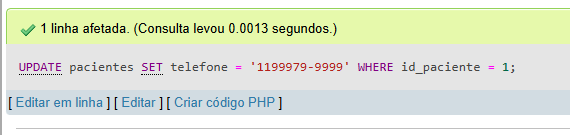 1 linha afetada. (Consulta levou 0.0013 segundos.)
UPDATE pacientes SET telefone = '1199979-9999' WHERE id_paciente = 1;
[ Editar em linha ] [ Editar ] [ Criar código PHP ]